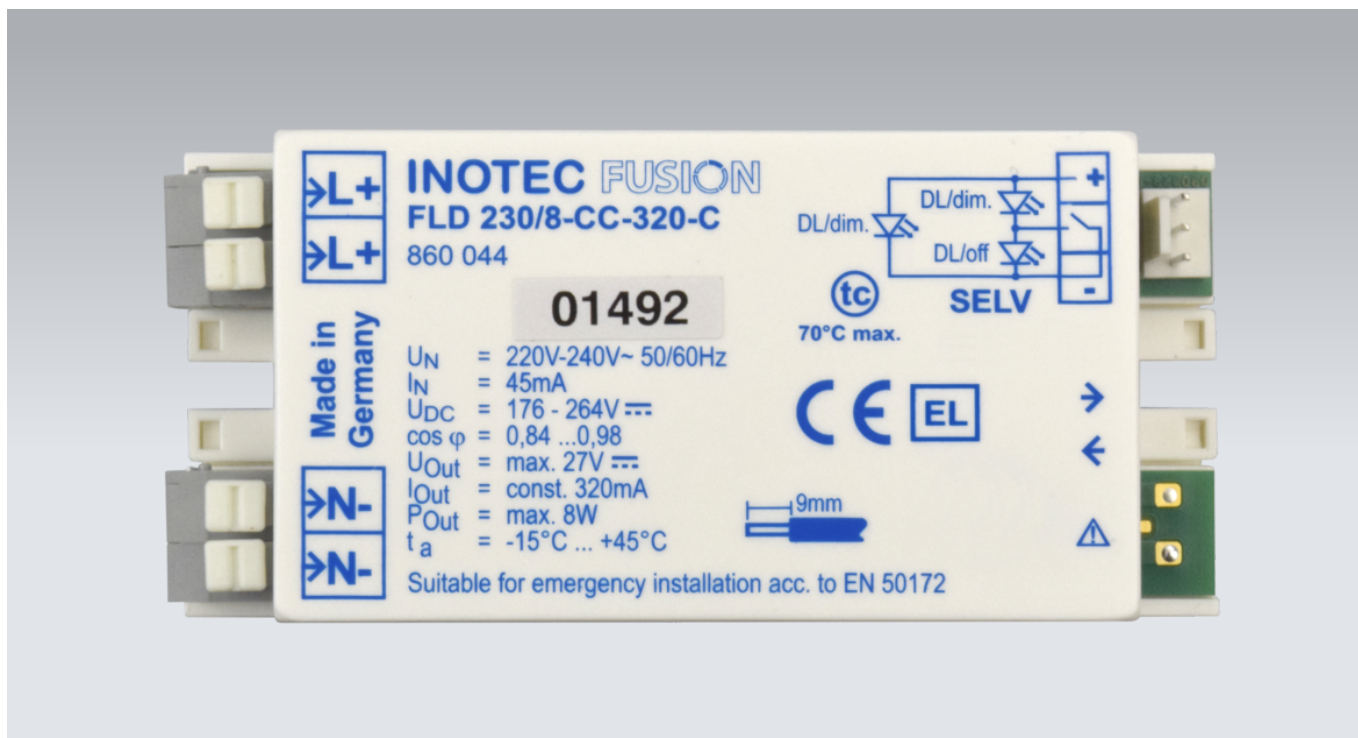 L+
L+
INOTEC FUSION
FLD 230/8-CC-320-C
860 044
01492
Made in
Germany
UN = 220V-240V~ 50/60Hz
IN = 45mA
UDC = 176 - 264V
cos φ = 0,84 ...0,98
UOut = max. 27V
IOut = const. 320mA
POut = max. 8W
ta = -15°C ... +45°C
Suitable for emergency installation acc. to EN 50172
N-
N-
DL/dim.
DL/dim.
DL/off
+
-
SELV
tc
70°C max.
CE EL
9mm